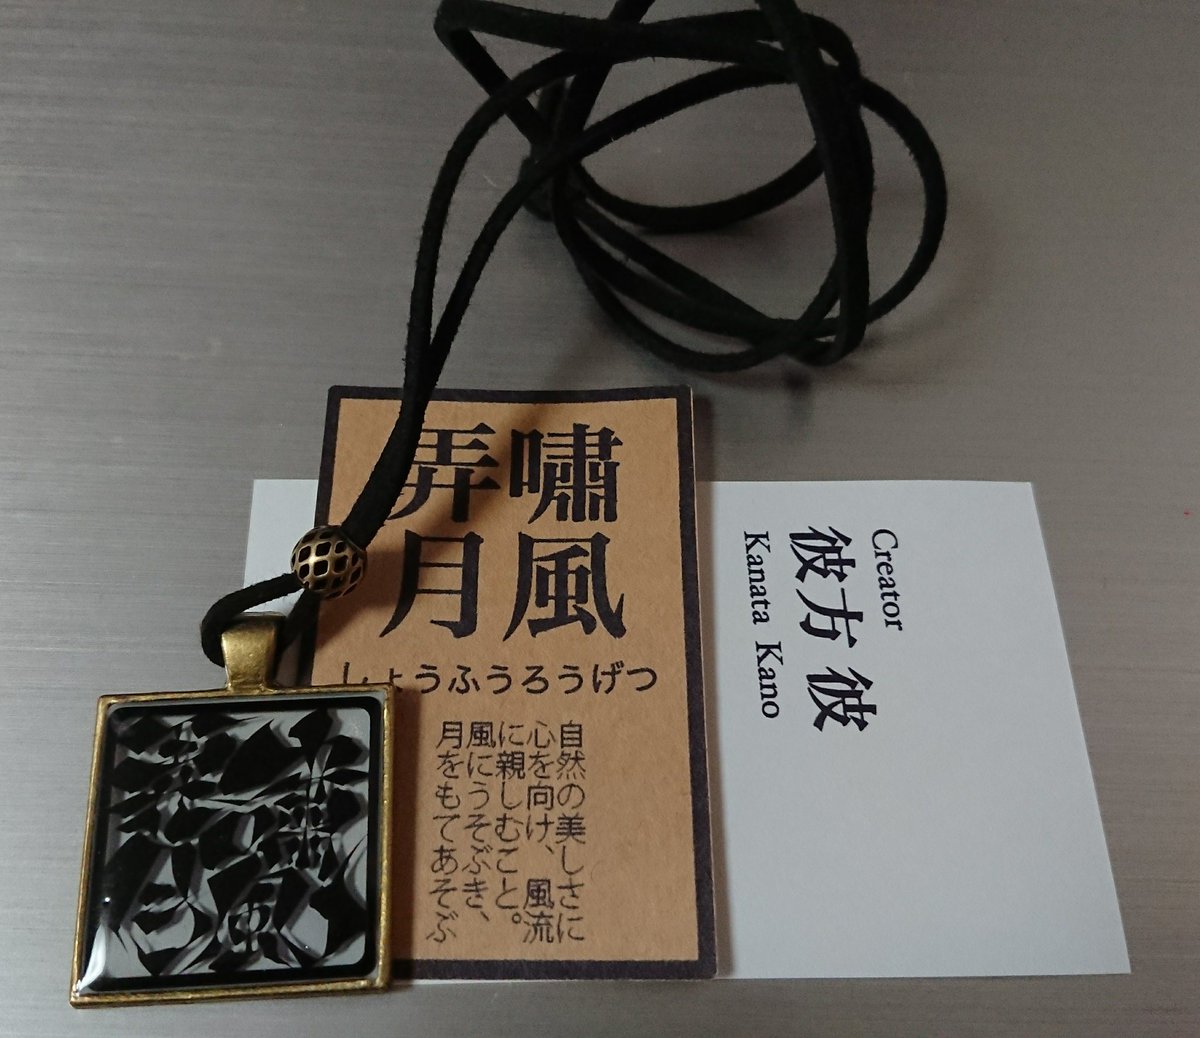 嘯風
弄月
しょうふうろうげつ
自然の美しさに
心を向け、風流
に親しむこと。
風にうそぶき、
月をもてあそぶ
Creator
彼方 彼
Kanata Kano